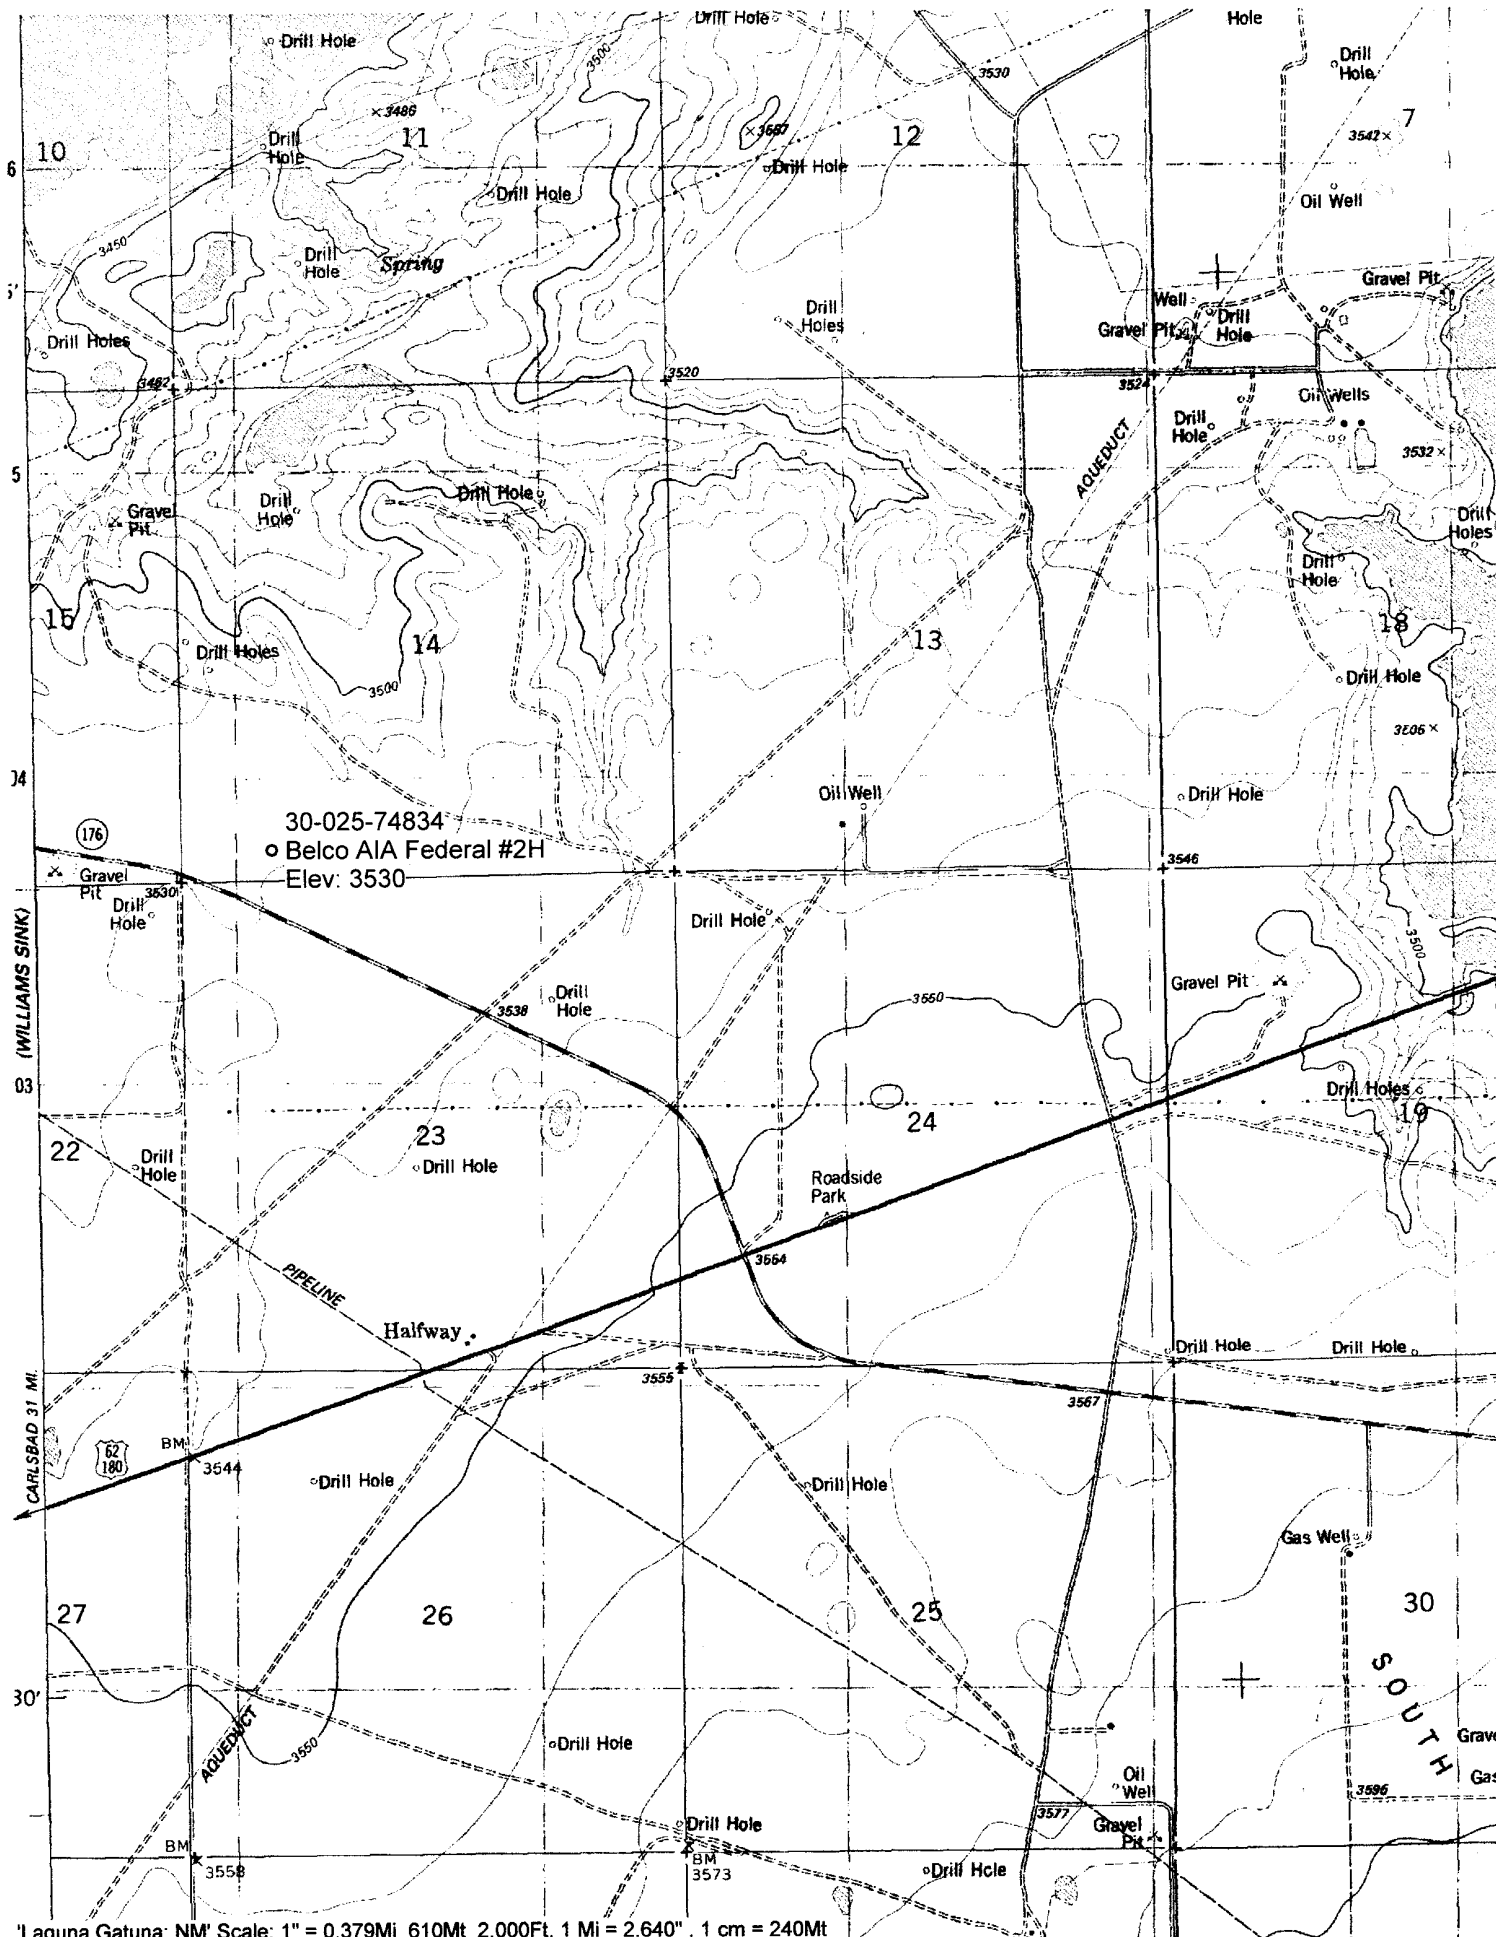 Drill Hole
Hole
Drill Hole
3500
3530
Drill
Hole
3486
11
12
7
3542
10
6
Drill
Hole
Drill Hole
Drill Hole
Oil Well
3450
Drill
Hole
Spring
Gravel Pit
Well
Drill
Holes
Gravel Pit
Drill
Hole
Drill Holes
3520
3524
Oil Wells
Drill
Hole
3532
AQUEDUCT
5
Drill Hole
Drill
Hole
Gravel
Pit
Drill
Holes
Drill
Hole
15
14
13
18
Drill Holes
3500
Drill Hole
Oil Well
Drill Hole
30-025-74834
Belco AIA Federal #2H
Elev: 3530
176
Gravel
Pit
3530
Drill
Hole
3546
Drill Hole
3500
(WILLIAMS SINK)
Gravel Pit
Drill
Hole
3538
3550
03
Drill Holes
19
22
23
24
Drill
Hole
Drill Hole
Roadside
Park
3564
PIPELINE
Halfway
Drill Hole
Drill Hole
3555
3567
CARLSBAD 31 MI.
62
180
BM
3544
Drill Hole
Drill Hole
Gas Well
27
26
25
30
SOUTH
30'
AQUEDUCT
3550
Drill Hole
Oil
Well
3596
3577
Drill Hole
Gravel
Pit
BM
3558
BM
3573
Drill Hole
'Laguna Gatuna; NM' Scale: 1" = 0.379Mi 610Mt 2,000Ft, 1 Mi = 2.640" , 1 cm = 240Mt